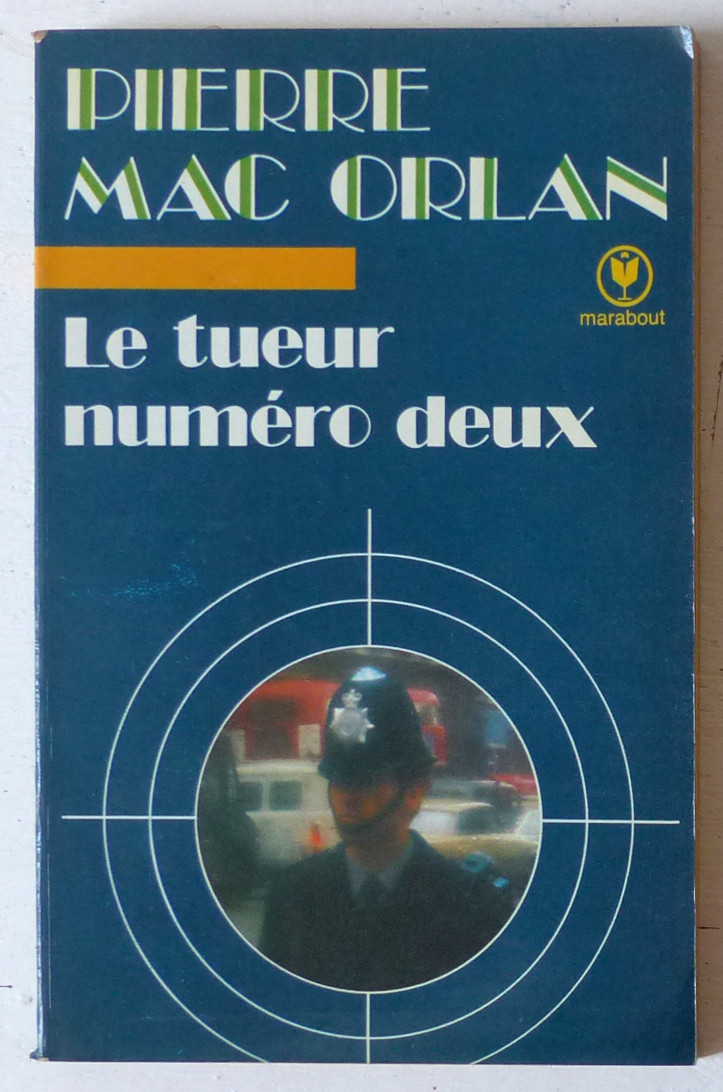 PIERRE
MAC ORLAN
marabout
Le tueur
numéro deux